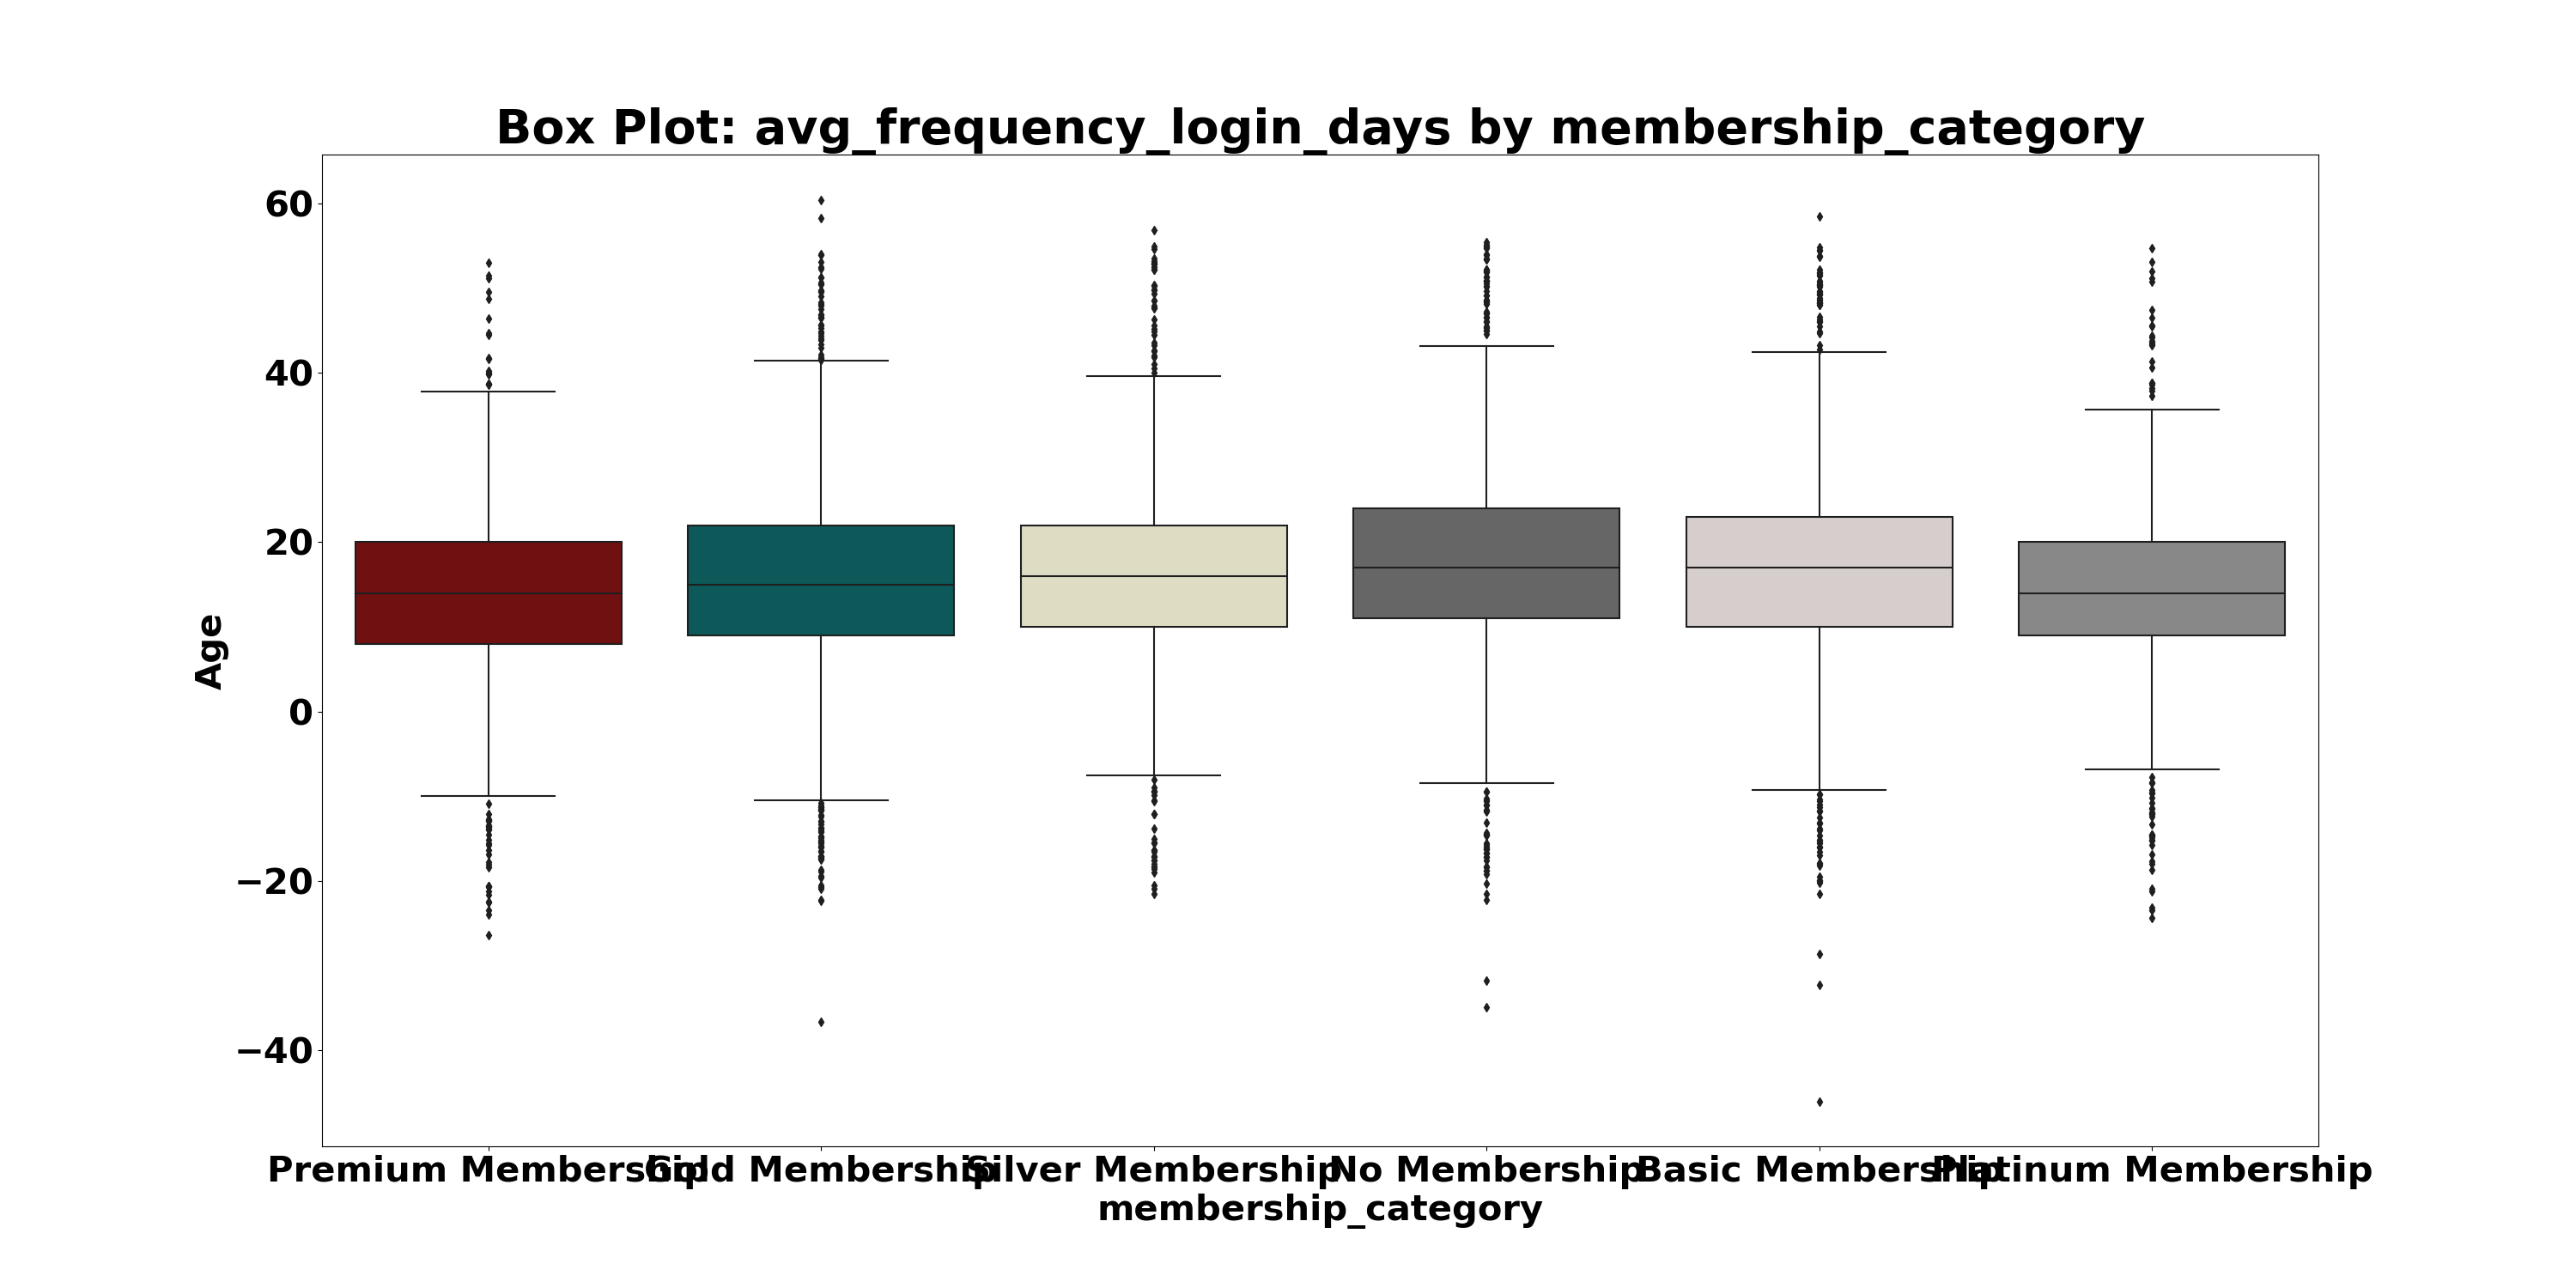 Box Plot: avg_frequency_login_days by membership_category
60
40
20
0
−20
−40
Age
Premium Membership Gold Membership Silver Membership No Membership Basic Membership Platinum Membership
membership_category